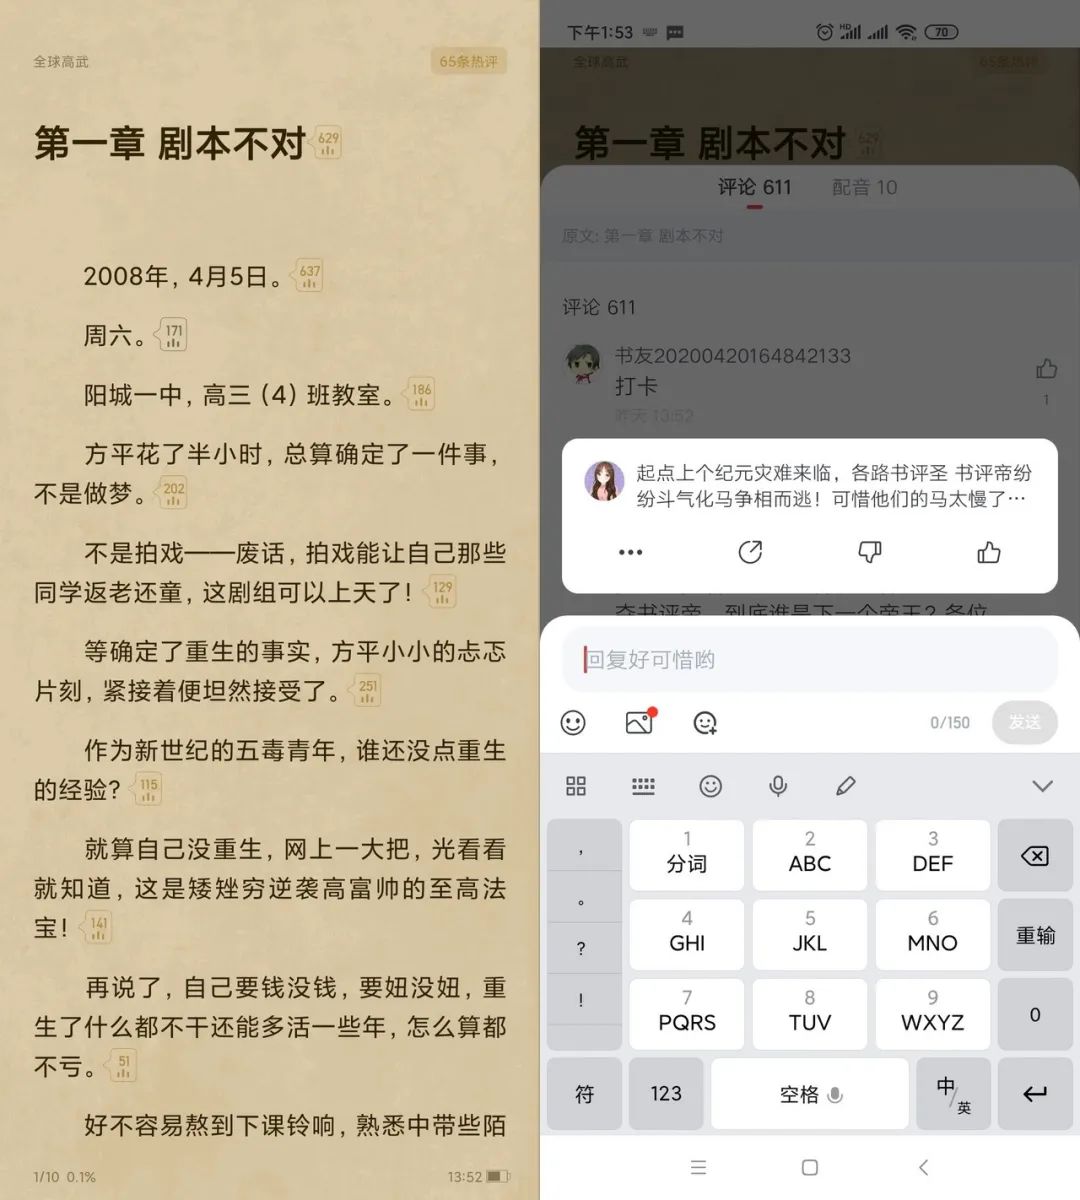 全球高武
65条热评
第一章 剧本不对 629
2008年，4月5日。 637
周六。 171
阳城一中，高三（4）班教室。 186
方平花了半小时，总算确定了一件事，
不是做梦。 202
不是拍戏——废话，拍戏能让自己那些
同学返老还童，这剧组可以上天了！ 129
等确定了重生的事实，方平小小的忐忑
片刻，紧接着便坦然接受了。 251
作为新世纪的五毒青年，谁还没点重生
的经验？ 115
就算自己没重生，网上一大把，光看看
就知道，这是矮矬穷逆袭高富帅的至高法
宝！ 141
再说了，自己要钱没钱，要妞没妞，重
生了什么都不干还能多活一些年，怎么算都
不亏。 51
好不容易熬到下课铃响，熟悉中带些陌
1/10 0.1%
13:52
下午1:53
HD
70
全球高武
65条热评
第一章 剧本不对 629
评论 611
配音 10
原文: 第一章 剧本不对
评论 611
书友20200420164842133
打卡
昨天 13:52
1
起点上个纪元灾难来临，各路书评圣 书评帝纷
纷斗气化马争相而逃！可惜他们的马太慢了…
夺书评帝，到底谁是下一个帝王？各位
回复好可惜哟
0/150
发送
，
。
?
!
1
分词
2
ABC
3
DEF
4
GHI
5
JKL
6
MNO
重输
7
PQRS
8
TUV
9
WXYZ
0
符
123
空格
中/英